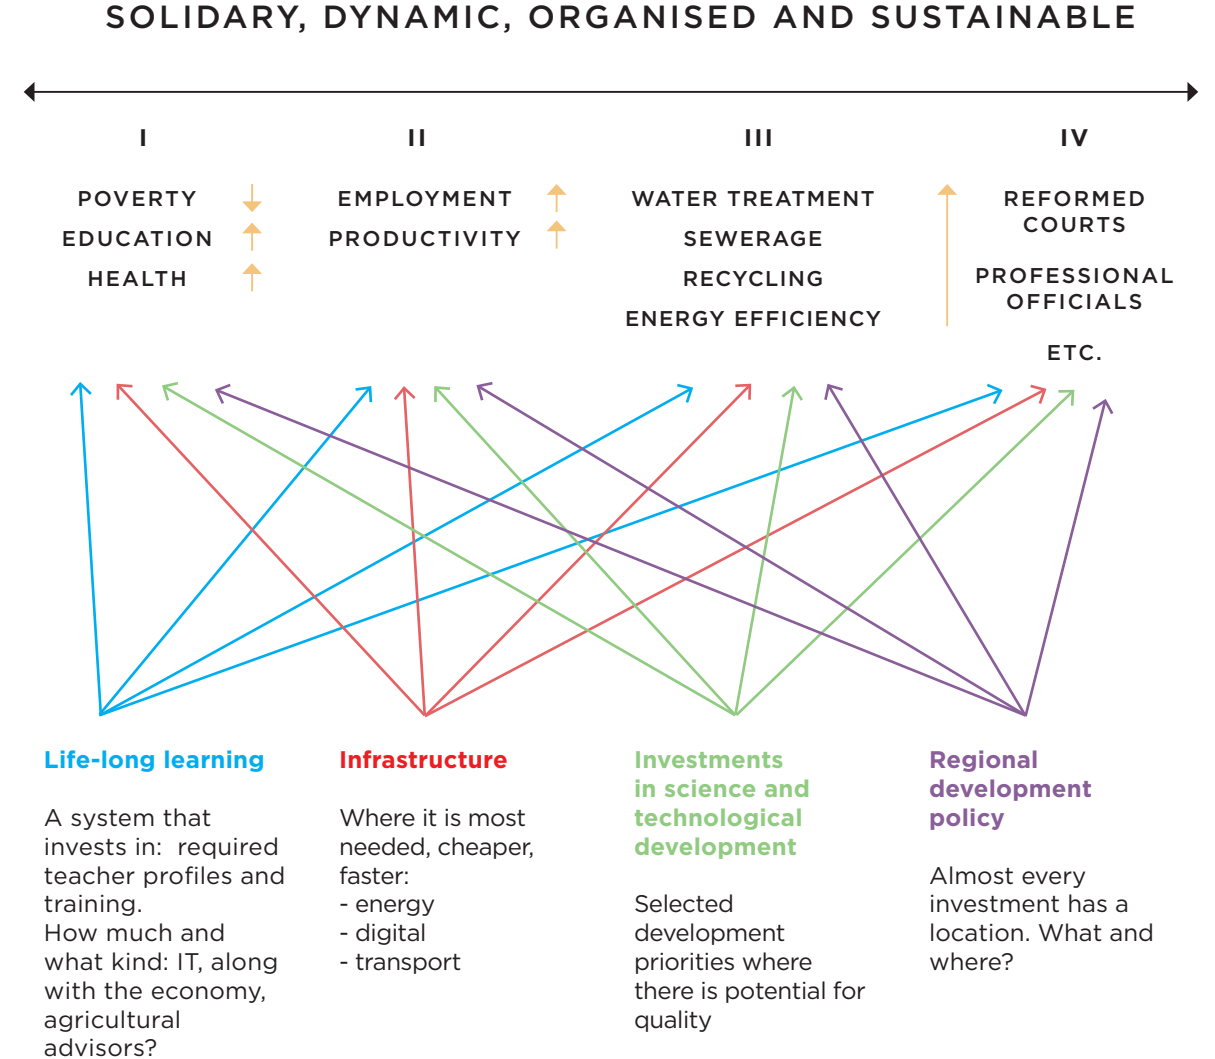 SOLIDARY, DYNAMIC, ORGANISED AND SUSTAINABLE
I
POVERTY
EDUCATION
HEALTH
II
EMPLOYMENT
PRODUCTIVITY
III
WATER TREATMENT
SEWERAGE
RECYCLING
ENERGY EFFICIENCY
IV
REFORMED
COURTS
PROFESSIONAL
OFFICIALS
ETC.
Life-long learning
A system that
invests in: required
teacher profiles and
training.
How much and
what kind: IT, along
with the economy,
agricultural
advisors?
Infrastructure
Where it is most
needed, cheaper,
faster:
- energy
- digital
- transport
Investments
in science and
technological
development
Selected
development
priorities where
there is potential for
quality
Regional
development
policy
Almost every
investment has a
location. What and
where?